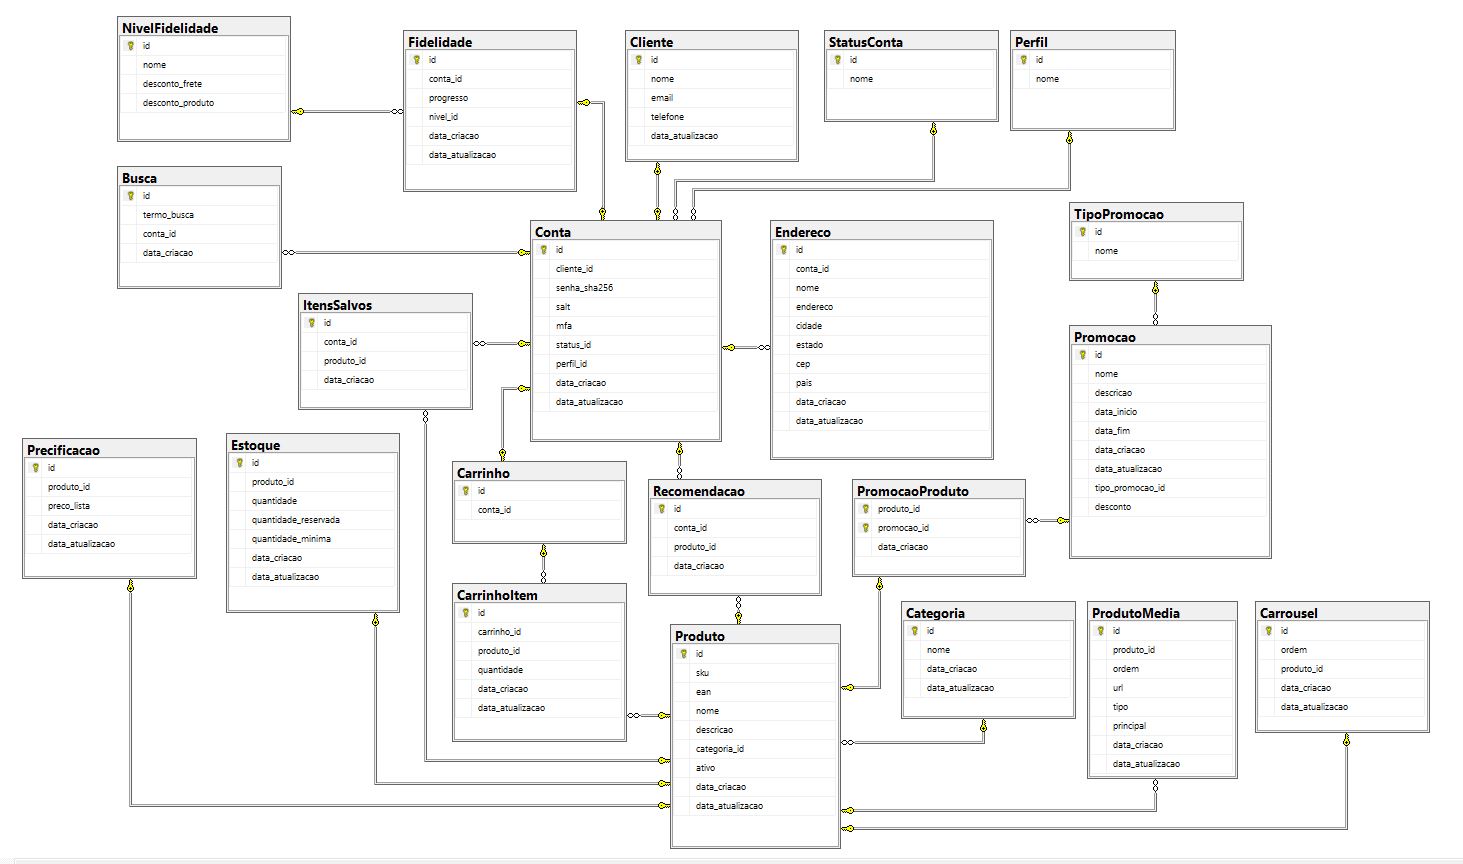 NivelFidelidade
id
nome
desconto_frete
desconto_produto
Fidelidade
id
conta_id
progresso
nivel_id
data_criacao
data_atualizacao
Cliente
id
nome
email
telefone
data_atualizacao
StatusConta
id
nome
Perfil
id
nome
Busca
id
termo_busca
conta_id
data_criacao
Conta
id
cliente_id
senha_sha256
salt
mfa
status_id
perfil_id
data_criacao
data_atualizacao
Endereco
id
conta_id
nome
endereco
cidade
estado
cep
pais
data_criacao
data_atualizacao
TipoPromocao
id
nome
ItensSalvos
id
conta_id
produto_id
data_criacao
Promocao
id
nome
descricao
data_inicio
data_fim
data_criacao
data_atualizacao
tipo_promocao_id
desconto
Precificacao
id
produto_id
preco_lista
data_criacao
data_atualizacao
Estoque
id
produto_id
quantidade
quantidade_reservada
quantidade_minima
data_criacao
data_atualizacao
Carrinho
id
conta_id
Recomendacao
id
conta_id
produto_id
data_criacao
PromocaoProduto
produto_id
promocao_id
data_criacao
CarrinhoItem
id
carrinho_id
produto_id
quantidade
data_criacao
data_atualizacao
Produto
id
sku
ean
nome
descricao
categoria_id
ativo
data_criacao
data_atualizacao
Categoria
id
nome
data_criacao
data_atualizacao
ProdutoMedia
id
produto_id
ordem
url
tipo
principal
data_criacao
data_atualizacao
Carrousel
id
ordem
produto_id
data_criacao
data_atualizacao